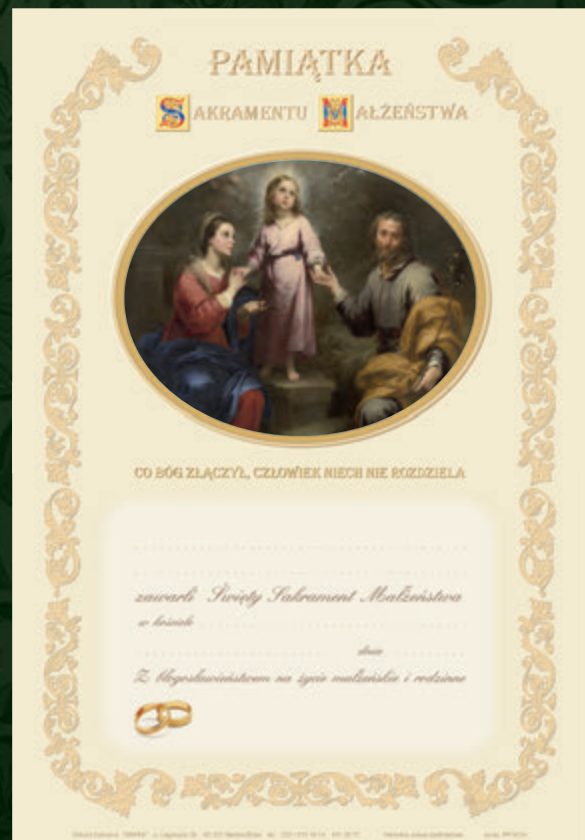 PAMIĄTKA
SAKRAMENTU MAŁŻEŃSTWA
CO BÓG ZŁĄCZYŁ, CZŁOWIEK NIECH NIE ROZDZIELA
zawarli Święty Sakrament Małżeństwa
w kościele
dnia
Z błogosławieństwem na życie małżeńskie i rodzinne